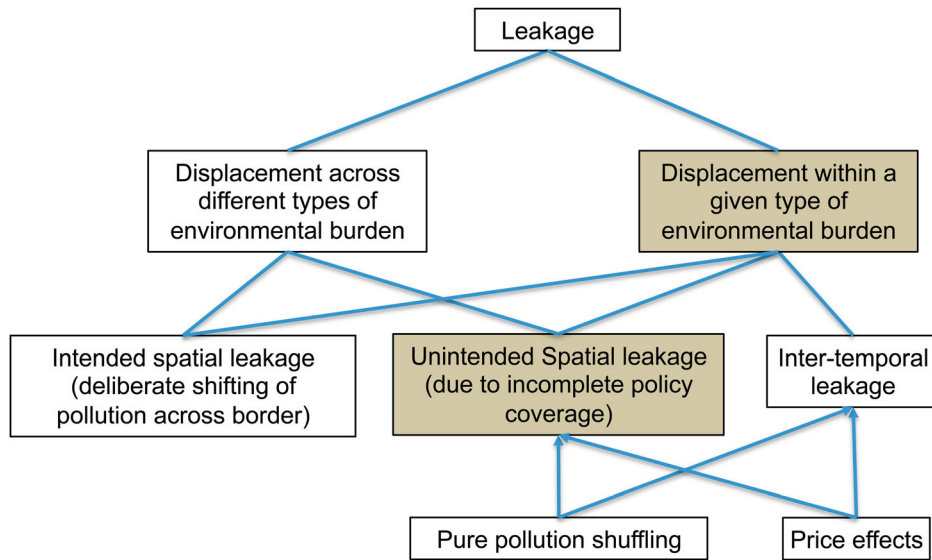 Leakage
Displacement across
different types of
environmental burden
Displacement within a
given type of
environmental burden
Intended spatial leakage
(deliberate shifting of
pollution across border)
Unintended Spatial leakage
(due to incomplete policy
coverage)
Inter-temporal
leakage
Pure pollution shuffling
Price effects